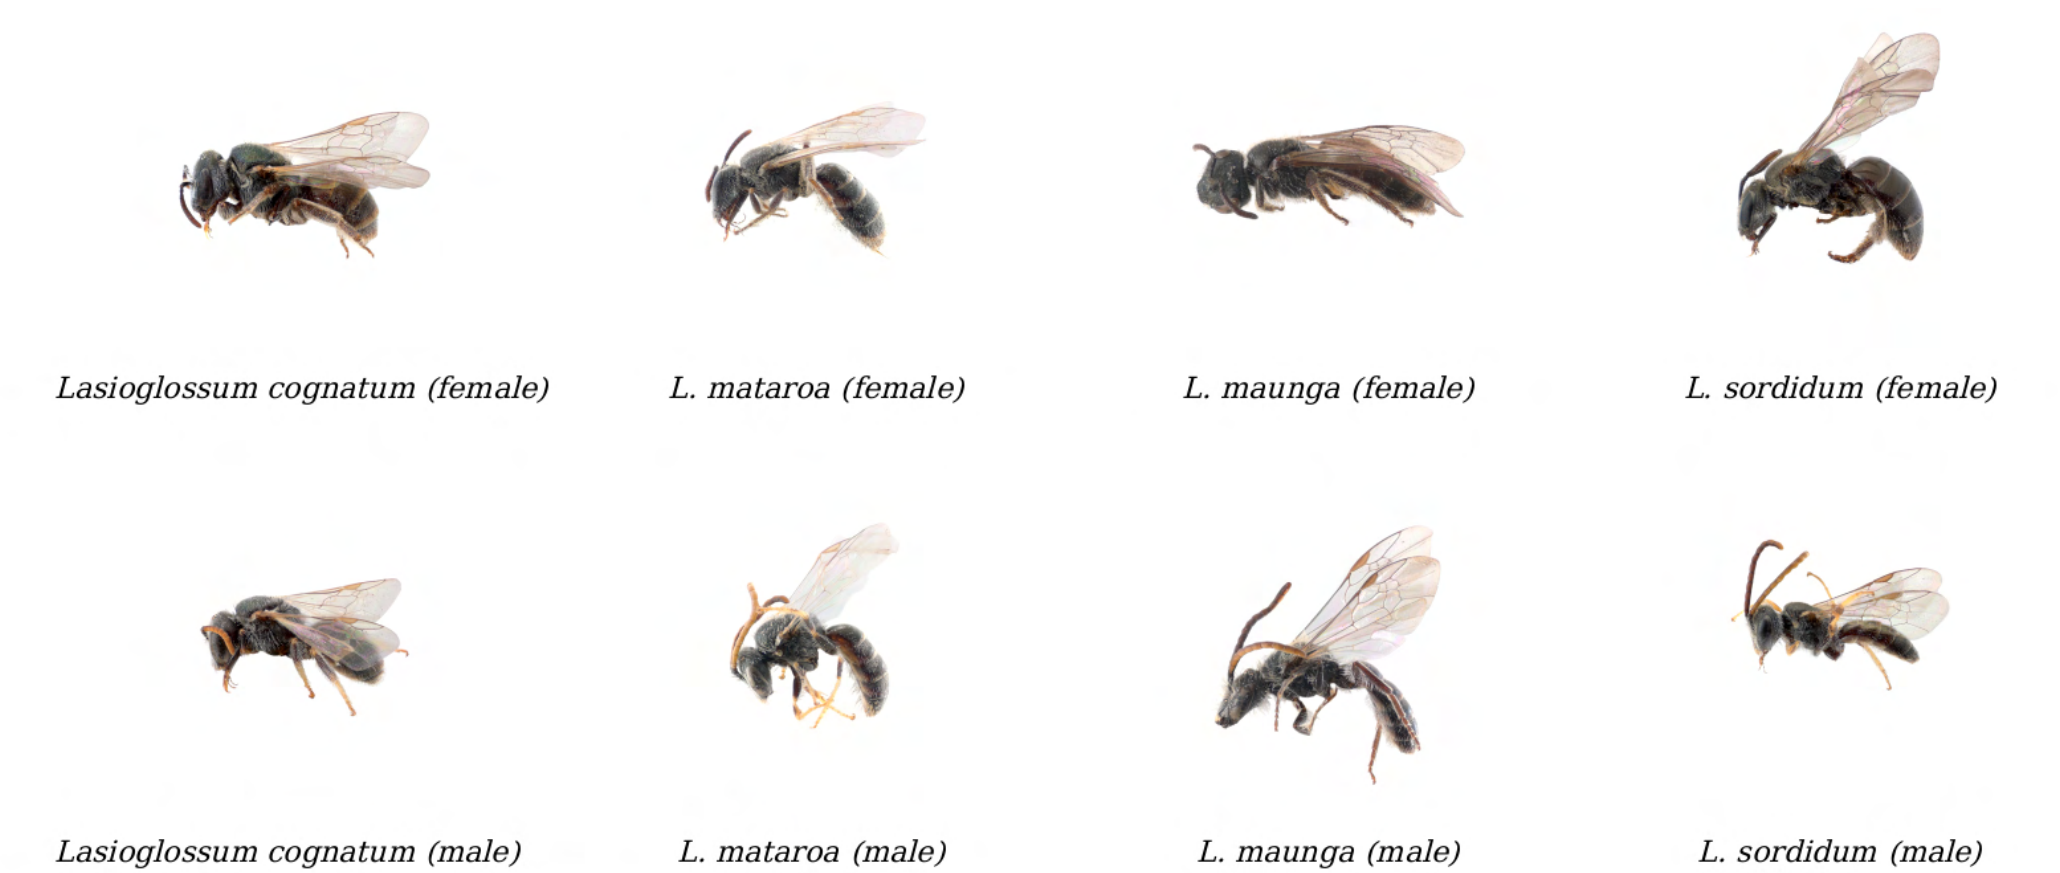 Lasioglossum cognatum (female)
L. mataroa (female)
L. maunga (female)
L. sordidum (female)
Lasioglossum cognatum (male)
L. mataroa (male)
L. maunga (male)
L. sordidum (male)